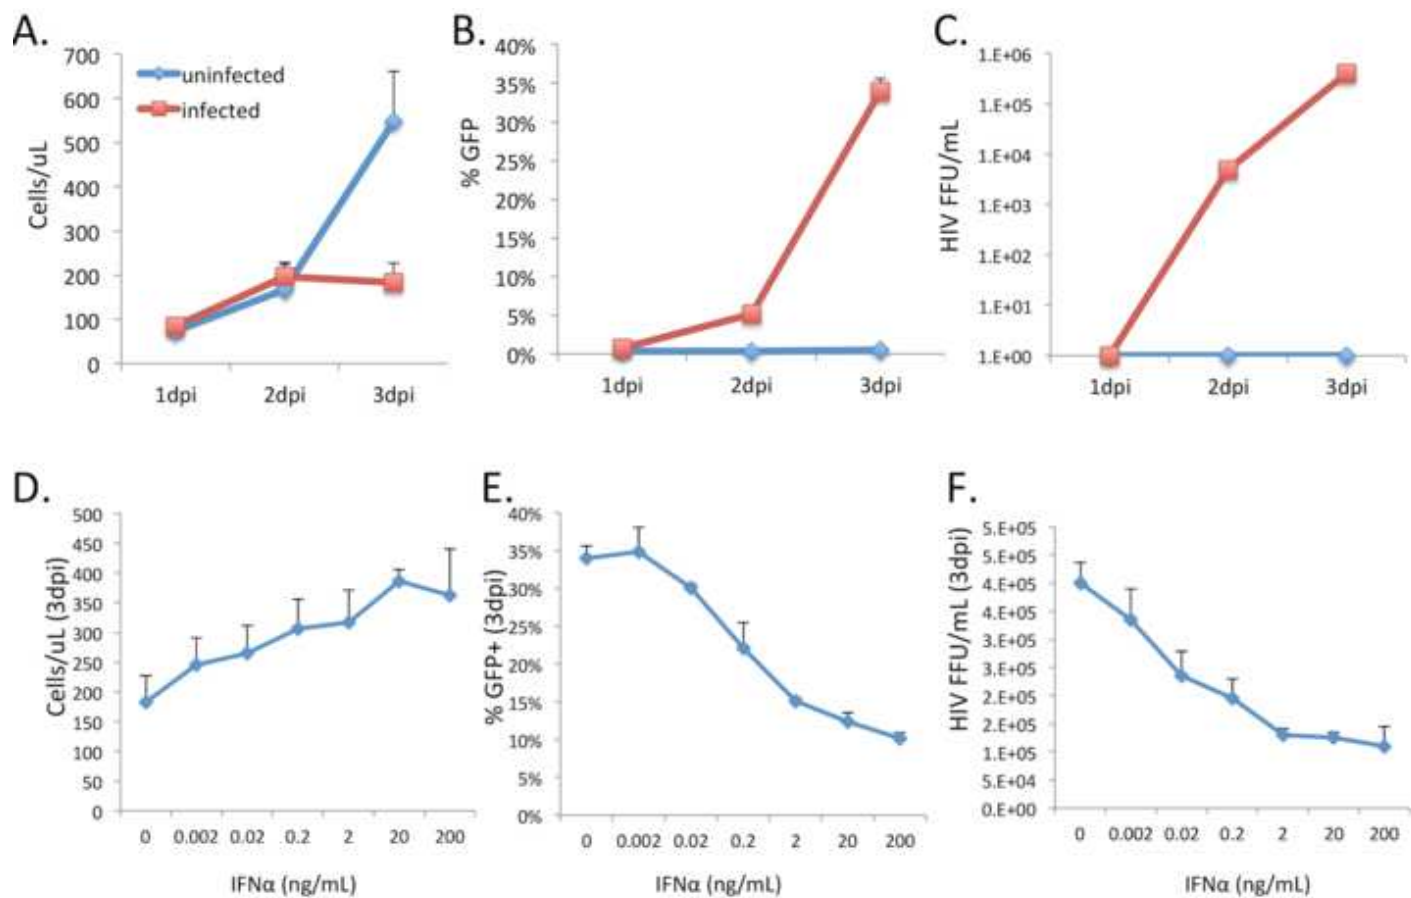 A.
700
600
500
400
300
200
100
0
Cells/uL
uninfected
infected
1dpi
2dpi
3dpi
B.
40%
35%
30%
25%
20%
15%
10%
5%
0%
% GFP
1dpi
2dpi
3dpi
C.
1.E+06
1.E+05
1.E+04
1.E+03
1.E+02
1.E+01
1.E+00
HIV FFU/mL
1dpi
2dpi
3dpi
D.
500
450
400
350
300
250
200
150
100
50
0
Cells/uL (3dpi)
0 0.002 0.02 0.2 2 20 200
IFNα (ng/mL)
E.
40%
35%
30%
25%
20%
15%
10%
5%
0%
% GFP+ (3dpi)
0 0.002 0.02 0.2 2 20 200
IFNα (ng/mL)
F.
5.E+05
5.E+05
4.E+05
4.E+05
3.E+05
3.E+05
2.E+05
2.E+05
1.E+05
5.E+04
0.E+00
HIV FFU/mL (3dpi)
0 0.002 0.02 0.2 2 20 200
IFNα (ng/mL)